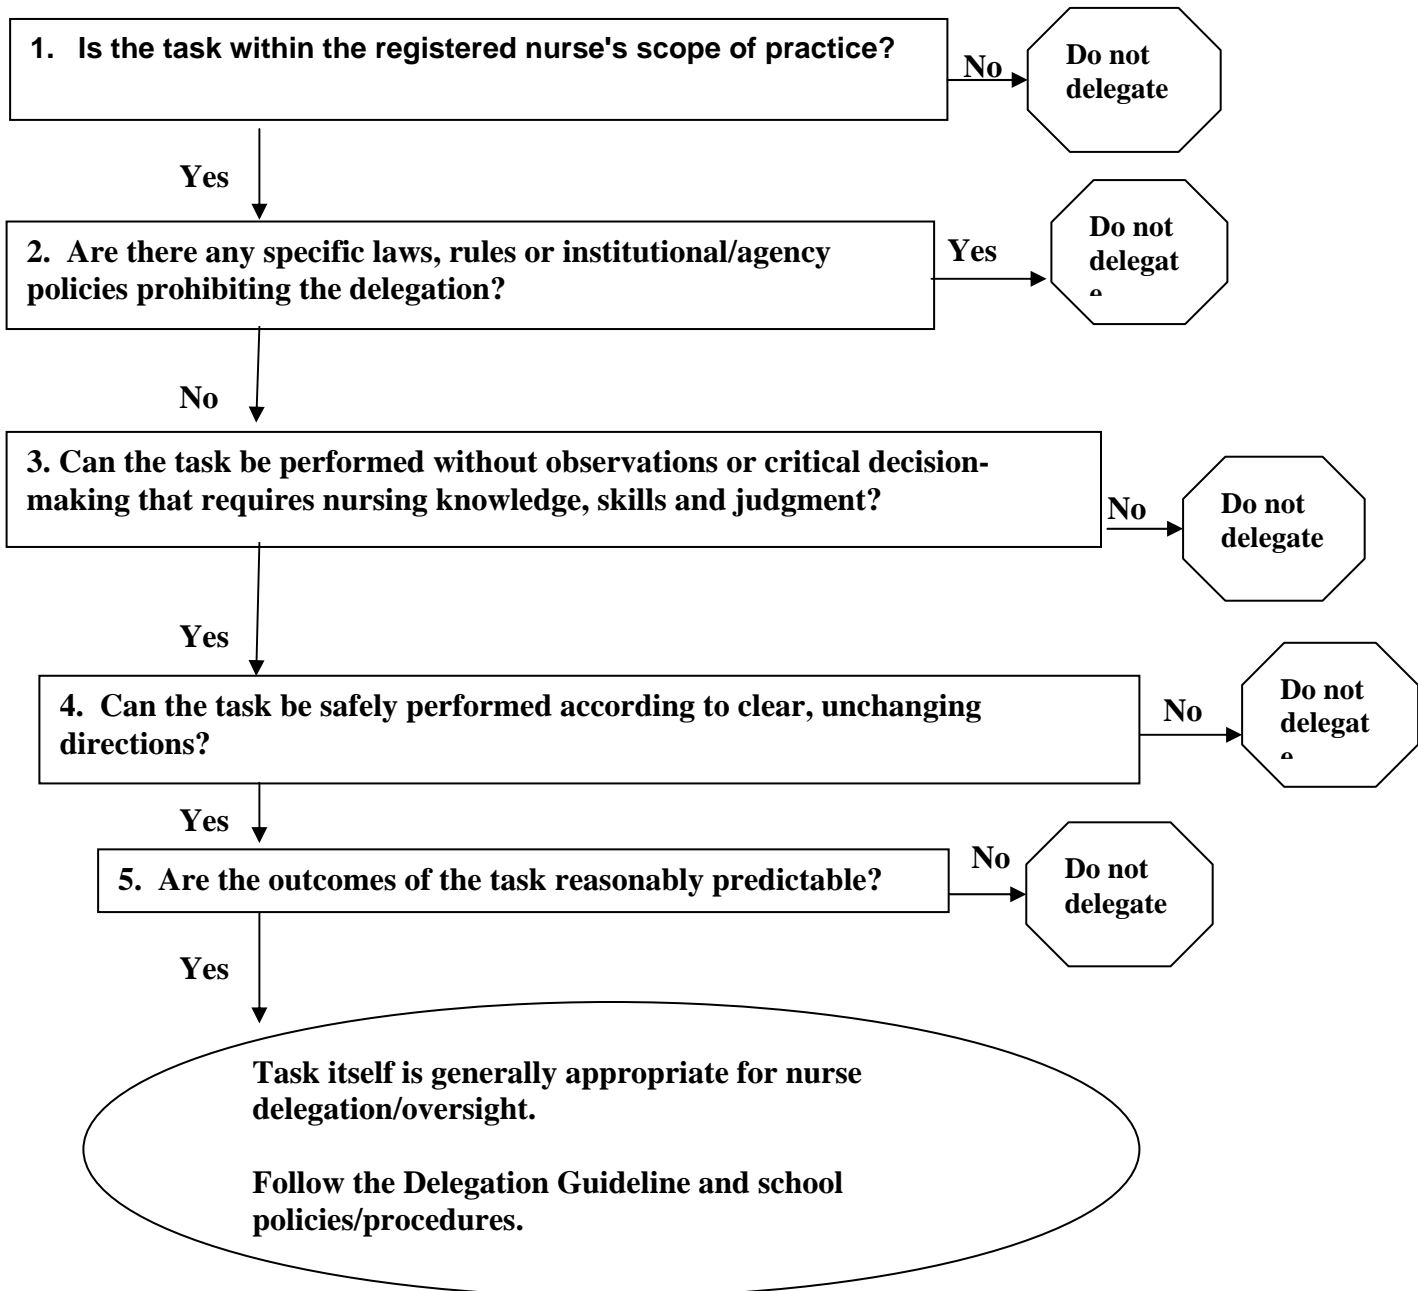 1. Is the task within the registered nurse's scope of practice?
No
Do not
delegate
Yes
2. Are there any specific laws, rules or institutional/agency
policies prohibiting the delegation?
Yes
Do not
delegat
e
No
3. Can the task be performed without observations or critical decision-
making that requires nursing knowledge, skills and judgment?
No
Do not
delegate
Yes
4. Can the task be safely performed according to clear, unchanging
directions?
No
Do not
delegat
e
Yes
5. Are the outcomes of the task reasonably predictable?
No
Do not
delegate
Yes
Task itself is generally appropriate for nurse
delegation/oversight.
Follow the Delegation Guideline and school
policies/procedures.